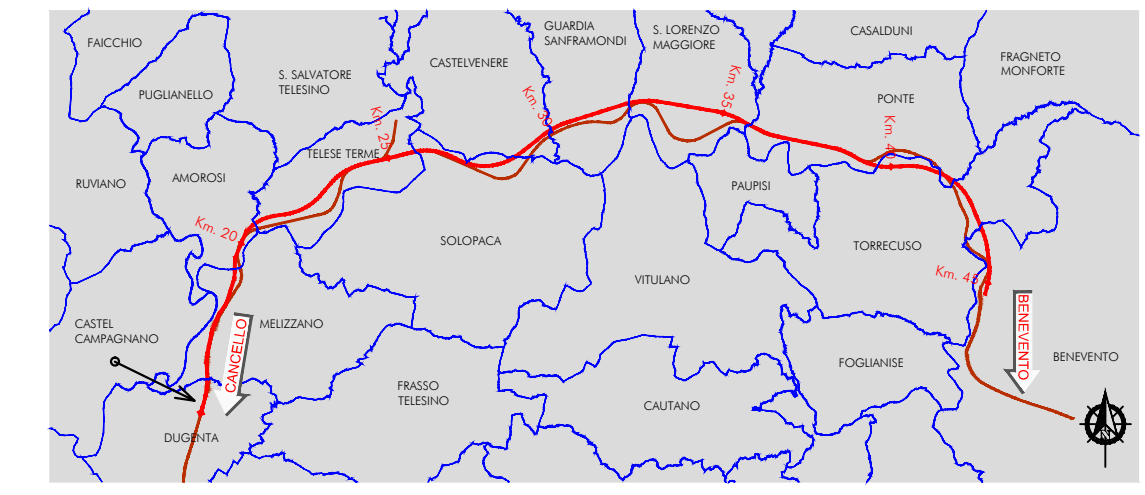 FAICCHIO
GUARDIA
SANFRAMONDI
S. LORENZO
MAGGIORE
CASALDUNI
FRAGNETO
MONFORTE
CASTELVENERE
S. SALVATORE
TELESINO
PUGLIANELLO
PONTE
Km. 35
Km. 30
Km. 25
Km. 40
TELESE TERME
RUVIANO
AMOROSI
PAUPISI
Km. 20
SOLOPACA
TORRECUSO
VITULANO
Km. 45
CASTEL
CAMPAGNANO
MELIZZANO
CANCELLO
BENEVENTO
BENEVENTO
FOGLIANISE
FRASSO
TELESINO
CAUTANO
DUGENTA